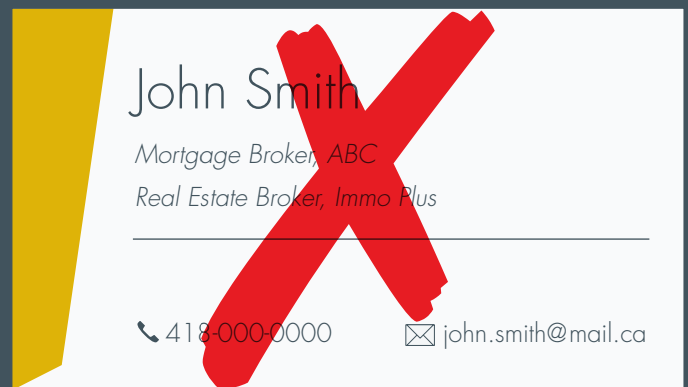 John Smith
Mortgage Broker, ABC
Real Estate Broker, Immo Plus
418-000-0000
john.smith@mail.ca